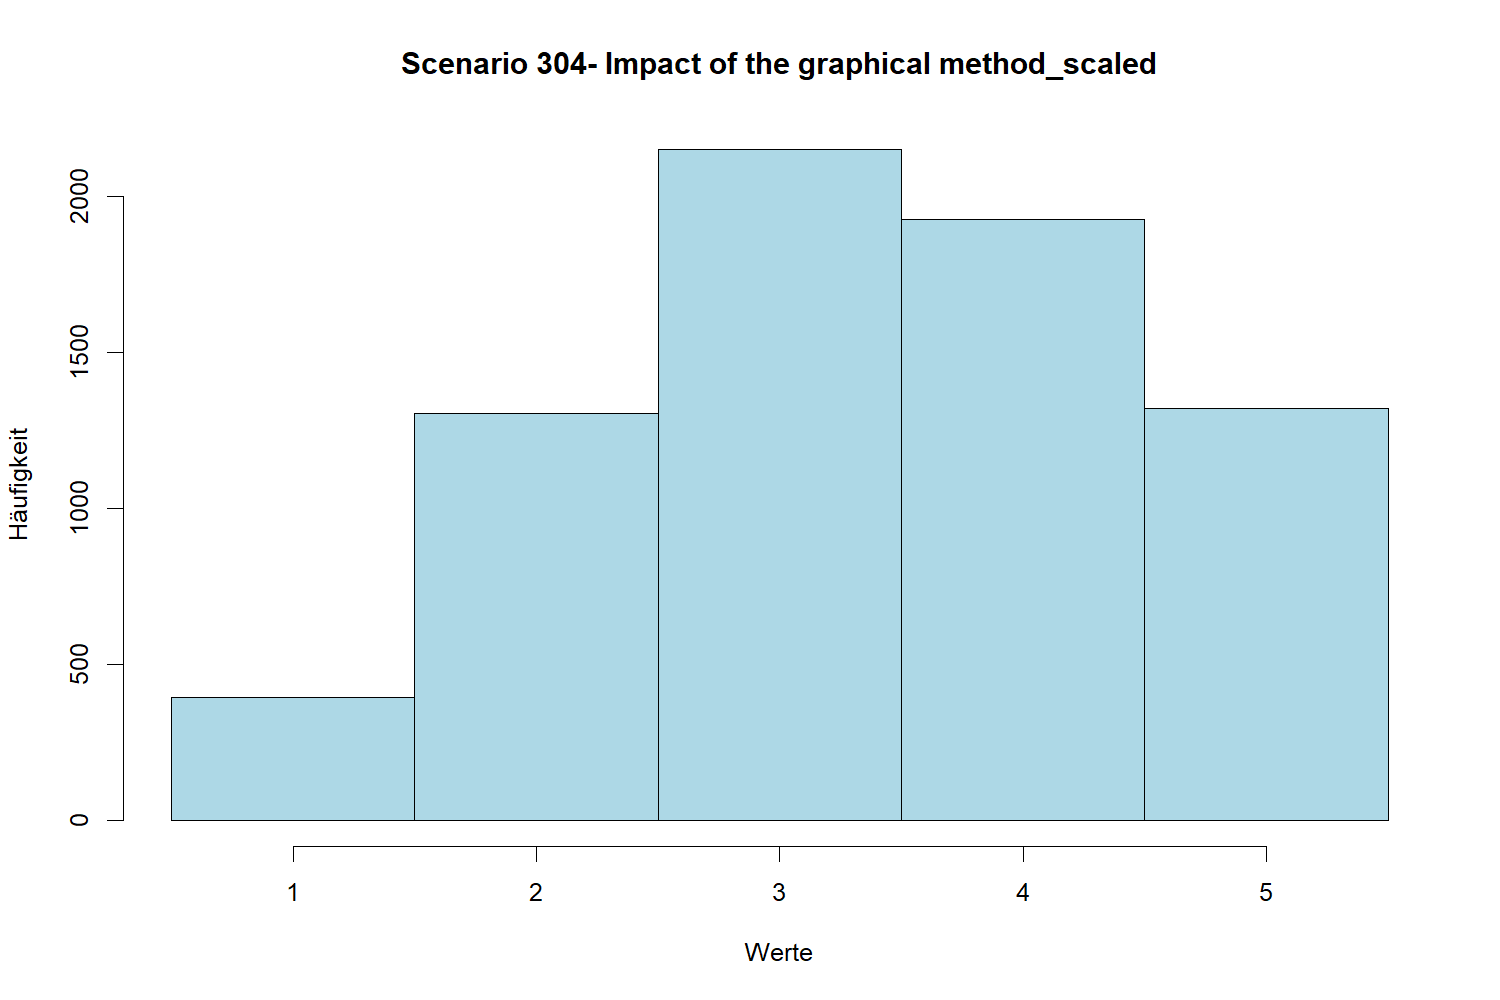 Scenario 304- Impact of the graphical method_scaled
Häufigkeit
2000
1500
1000
500
0
1 2 3 4 5
Werte